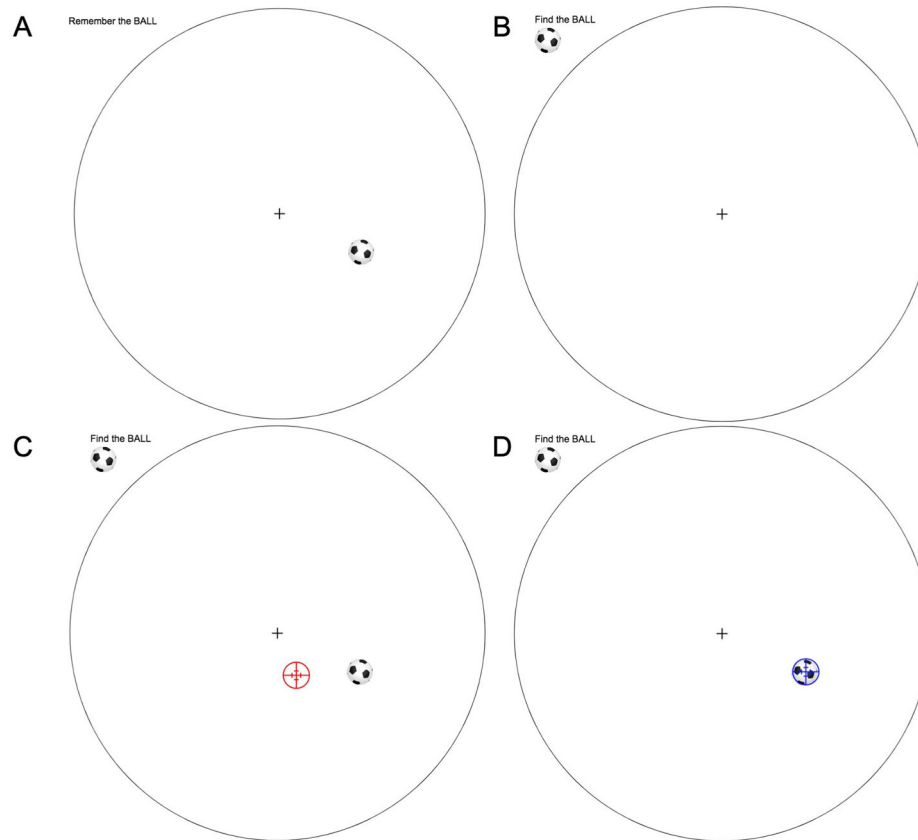 A
Remember the BALL
B
Find the BALL
C
Find the BALL
D
Find the BALL